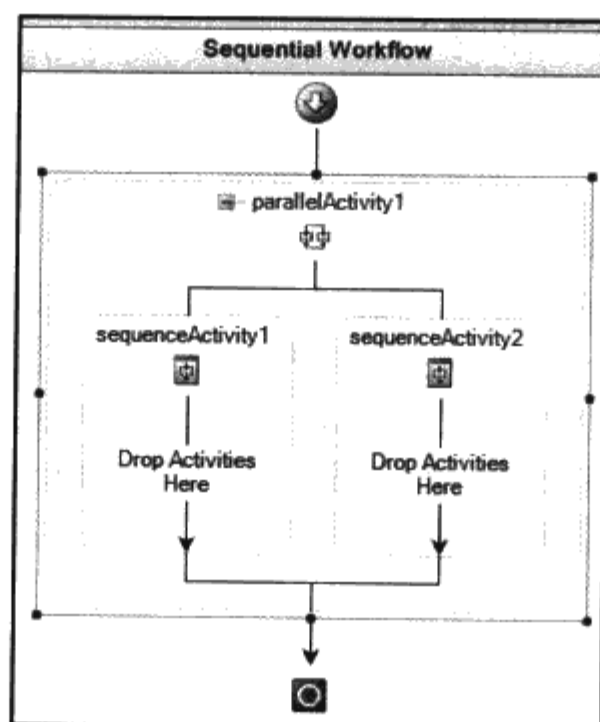 Sequential Workflow
parallelActivity1
sequenceActivity1
sequenceActivity2
Drop Activities
Here
Drop Activities
Here